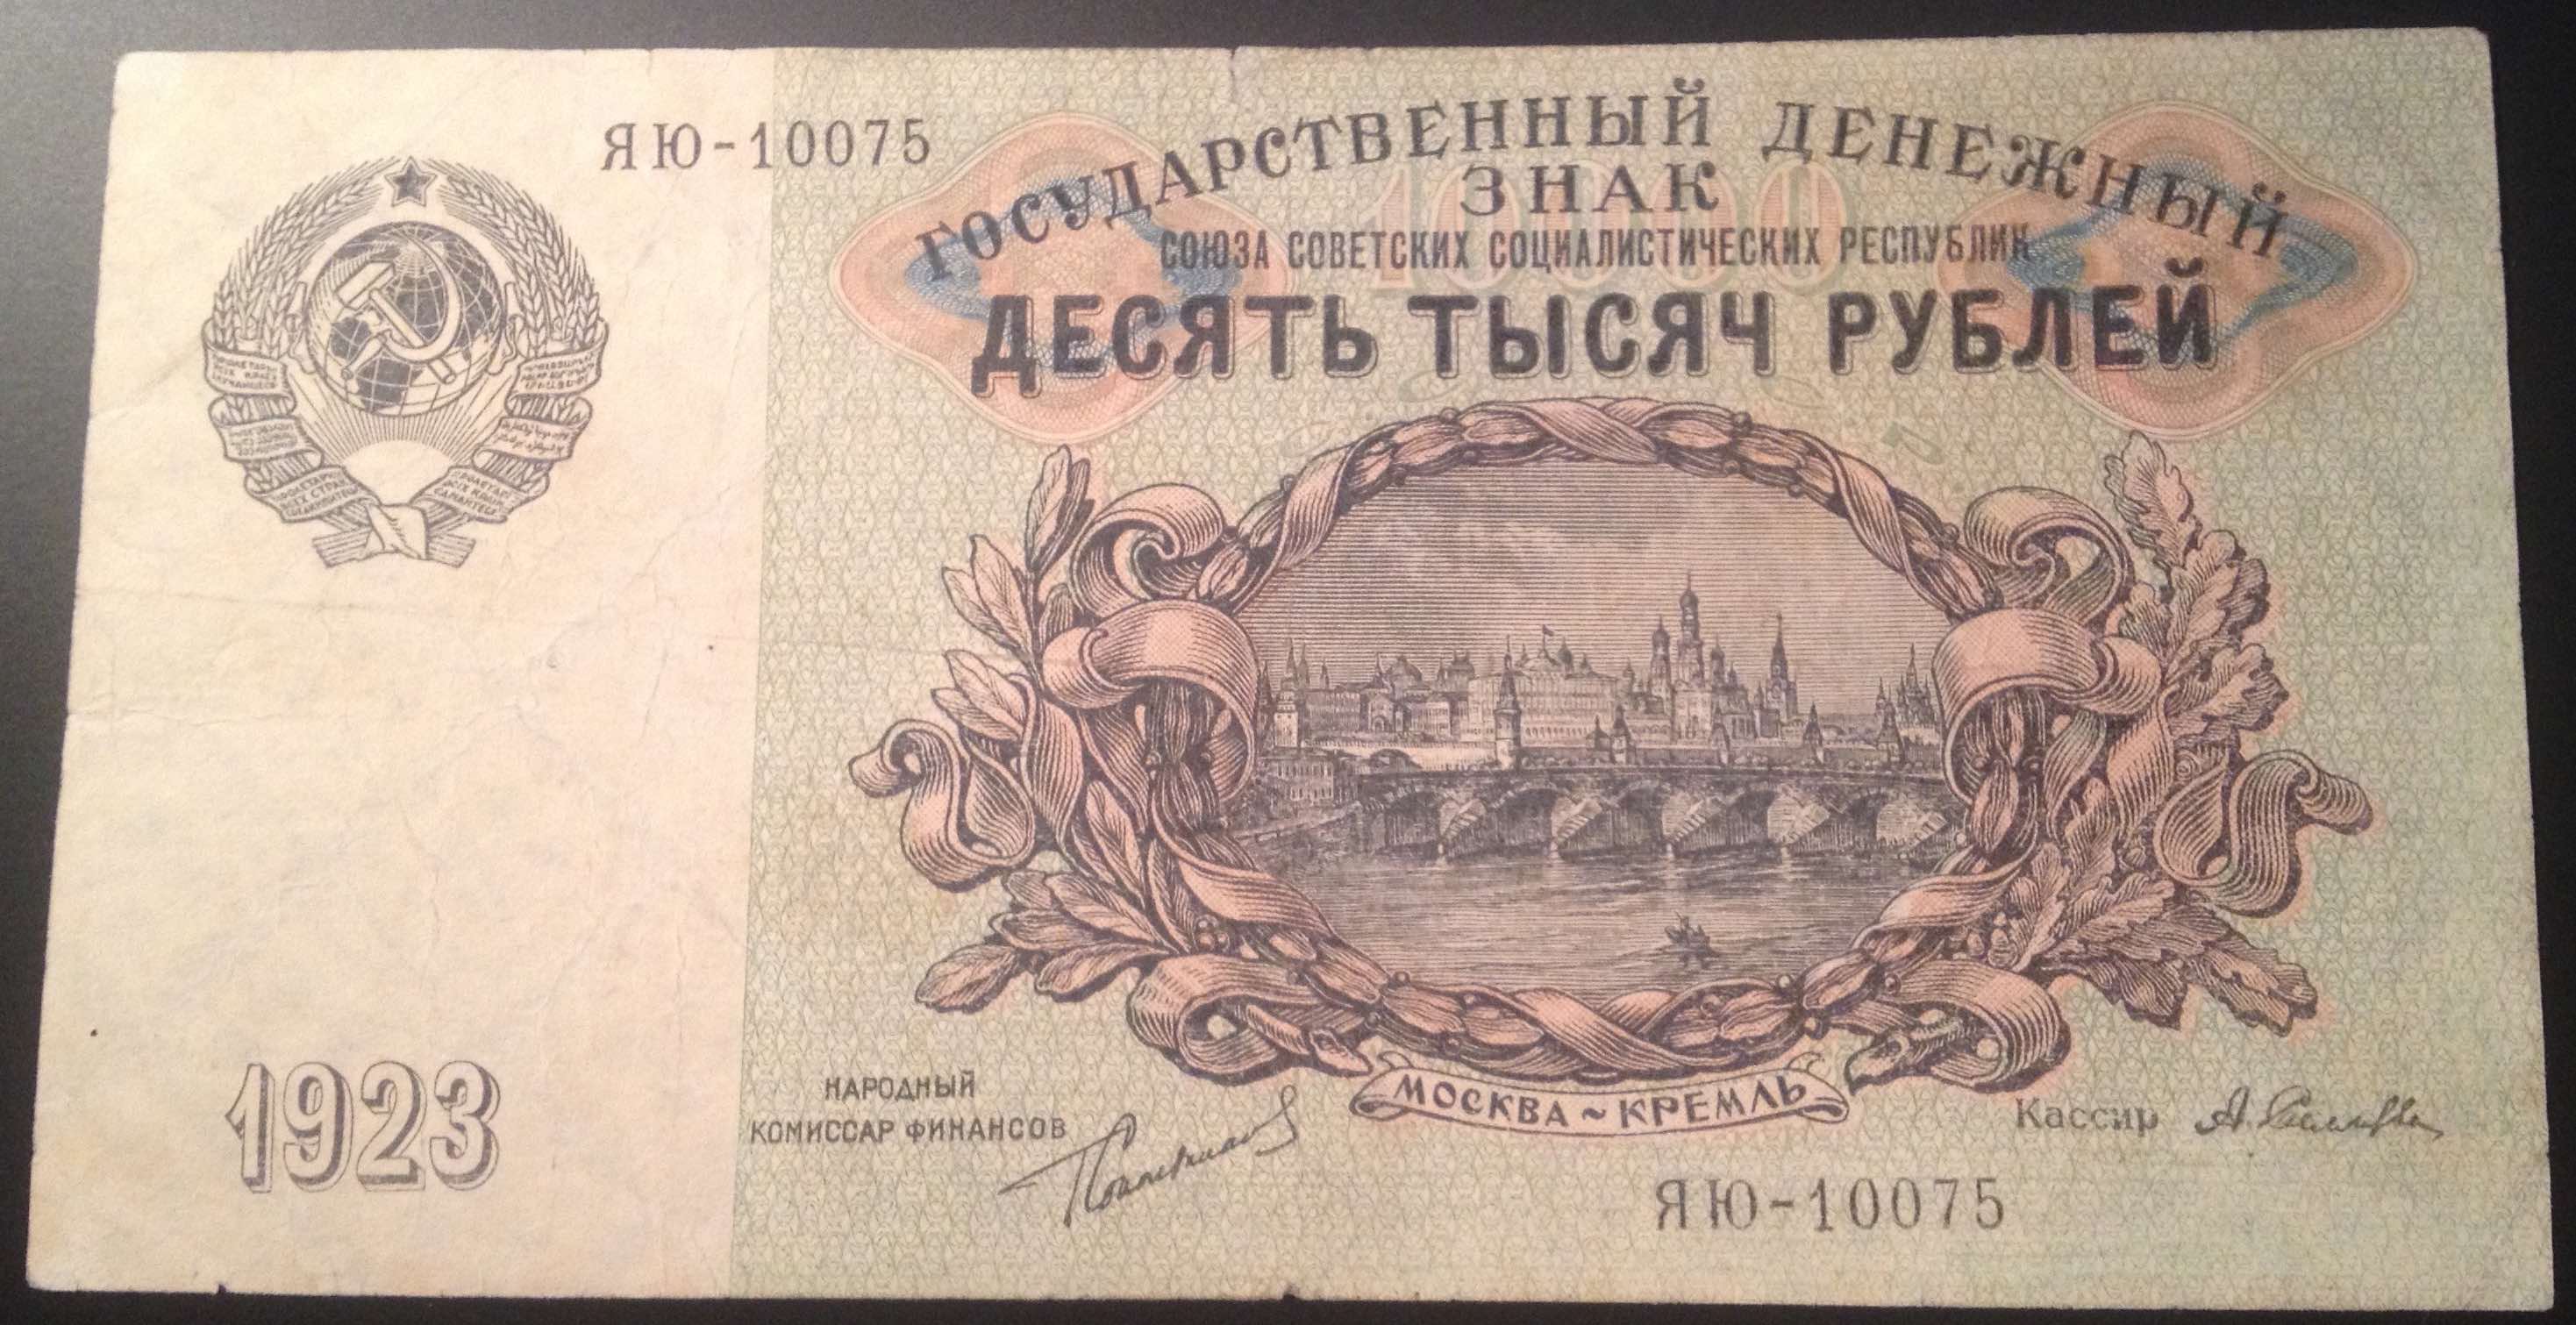 ЯЮ-10075
ГОСУДАРСТВЕННЫЙ ДЕНЕЖНЫЙ
ЗНАК
10000
СОЮЗА СОВЕТСКИХ СОЦИАЛИСТИЧЕСКИХ РЕСПУБЛИК
ДЕСЯТЬ ТЫСЯЧ РУБЛЕЙ
МОСКВА ~ КРЕМЛЬ
1923
НАРОДНЫЙ
КОМИССАР ФИНАНСОВ
Кассир
ЯЮ-10075